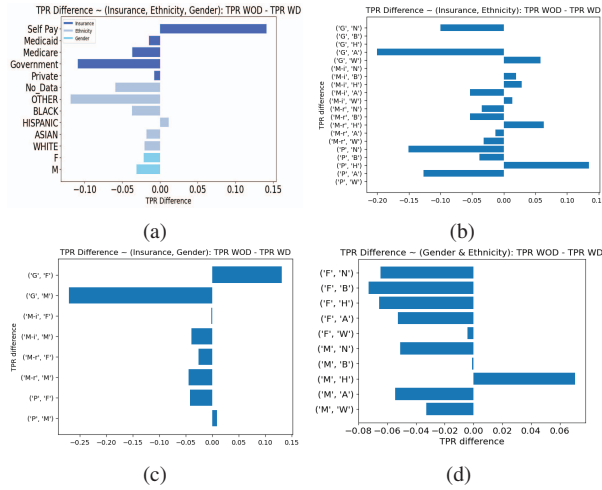 TPR Difference ~ (Insurance, Ethnicity, Gender): TPR WOD - TPR WD
Insurance
Ethnicity
Gender
Self Pay
Medicaid
Medicare
Government
Private
No_Data
OTHER
BLACK
HISPANIC
ASIAN
WHITE
F
M
−0.10 −0.05 0.00 0.05 0.10 0.15
TPR Difference
(a)
TPR Difference ~ (Insurance, Ethnicity): TPR WOD - TPR WD
TPR difference
('G', 'N')
('G', 'B')
('G', 'H')
('G', 'A')
('G', 'W')
('M-i', 'N')
('M-i', 'B')
('M-i', 'H')
('M-i', 'A')
('M-i', 'W')
('M-r', 'N')
('M-r', 'B')
('M-r', 'H')
('M-r', 'A')
('M-r', 'W')
('P', 'N')
('P', 'B')
('P', 'H')
('P', 'A')
('P', 'W')
−0.20 −0.15 −0.10 −0.05 0.00 0.05 0.10 0.15
(b)
TPR Difference ~ (Insurance, Gender): TPR WOD - TPR WD
TPR difference
('G', 'F')
('G', 'M')
('M-i', 'F')
('M-i', 'M')
('M-r', 'F')
('M-r', 'M')
('P', 'F')
('P', 'M')
−0.25 −0.20 −0.15 −0.10 −0.05 0.00 0.05 0.10 0.15
(c)
TPR Difference ~ (Gender & Ethnicity): TPR WOD - TPR WD
('F', 'N')
('F', 'B')
('F', 'H')
('F', 'A')
('F', 'W')
('M', 'N')
('M', 'B')
('M', 'H')
('M', 'A')
('M', 'W')
−0.08 −0.06 −0.04 −0.02 0.00 0.02 0.04 0.06
TPR difference
(d)